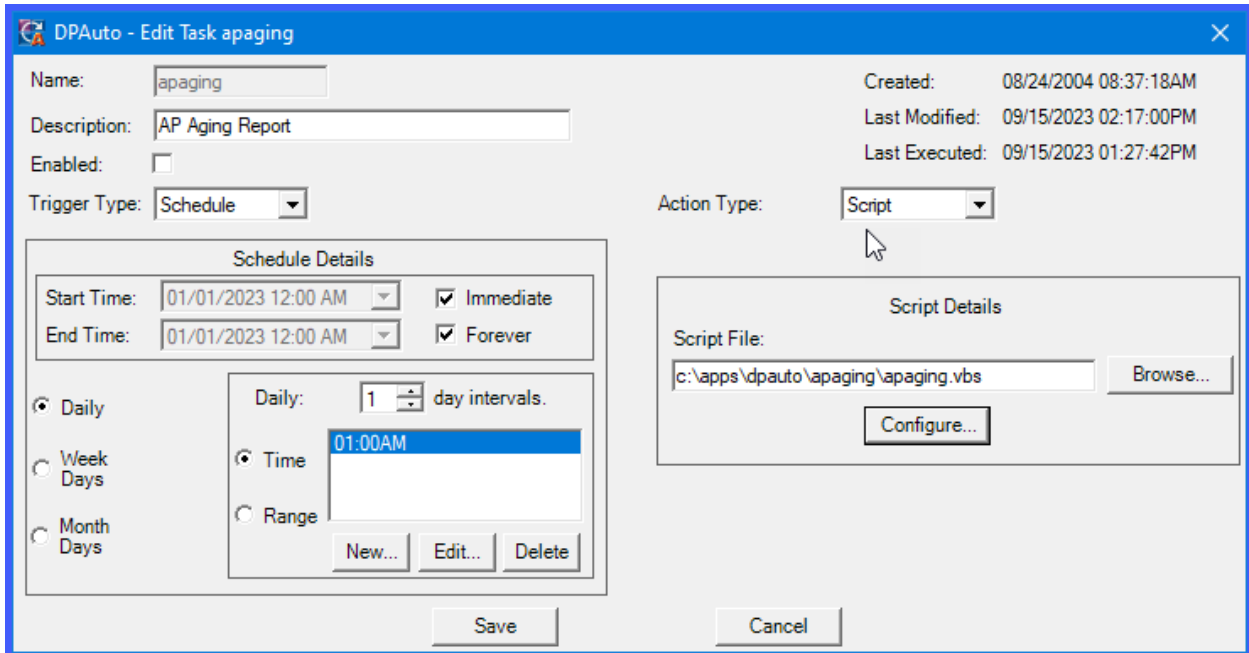 DPAuto - Edit Task apaging
Name: apaging
Created: 08/24/2004 08:37:18AM
Description: AP Aging Report
Last Modified: 09/15/2023 02:17:00PM
Enabled:
Last Executed: 09/15/2023 01:27:42PM
Trigger Type: Schedule
Action Type: Script
Schedule Details
Start Time: 01/01/2023 12:00 AM Immediate
End Time: 01/01/2023 12:00 AM Forever
Daily
Week
Days
Month
Days
Daily: 1 day intervals.
Time
01:00AM
Range
New... Edit... Delete
Script Details
Script File:
c:\apps\dpauto\apaging\apaging.vbs Browse...
Configure...
Save Cancel